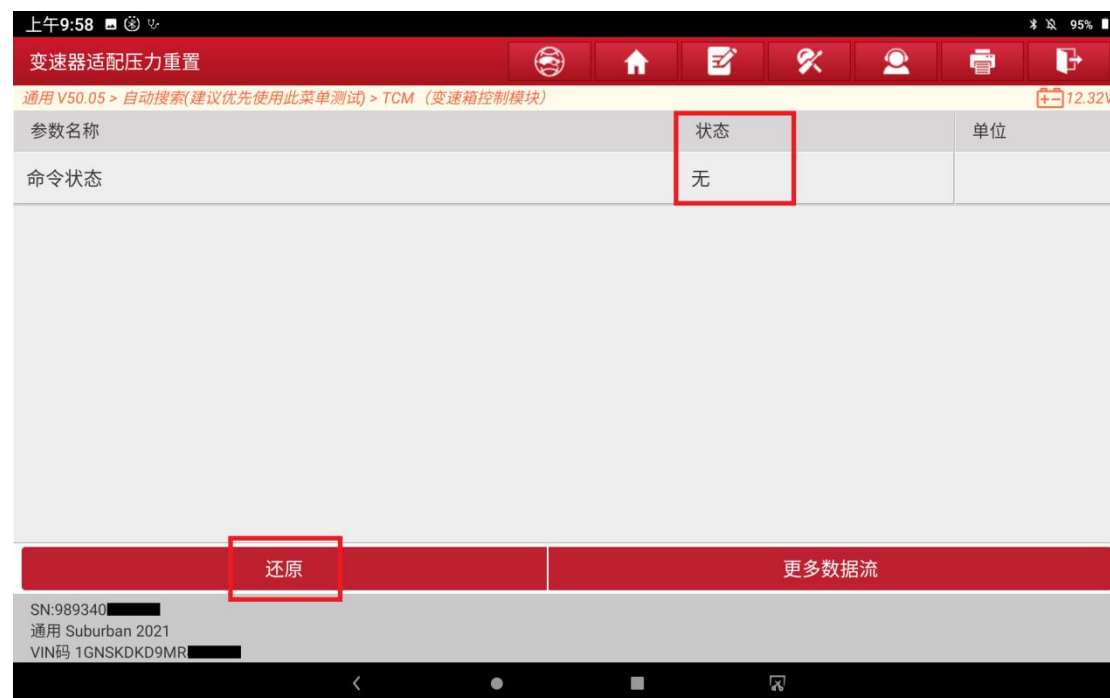 上午9:58 95%
变速器适配压力重置
通用 V50.05 > 自动搜索(建议优先使用此菜单测试) > TCM（变速箱控制模块） 12.32V
参数名称 状态 单位
命令状态 无
还原 更多数据流
SN:989340
通用 Suburban 2021
VIN码 1GNSKDKD9MR